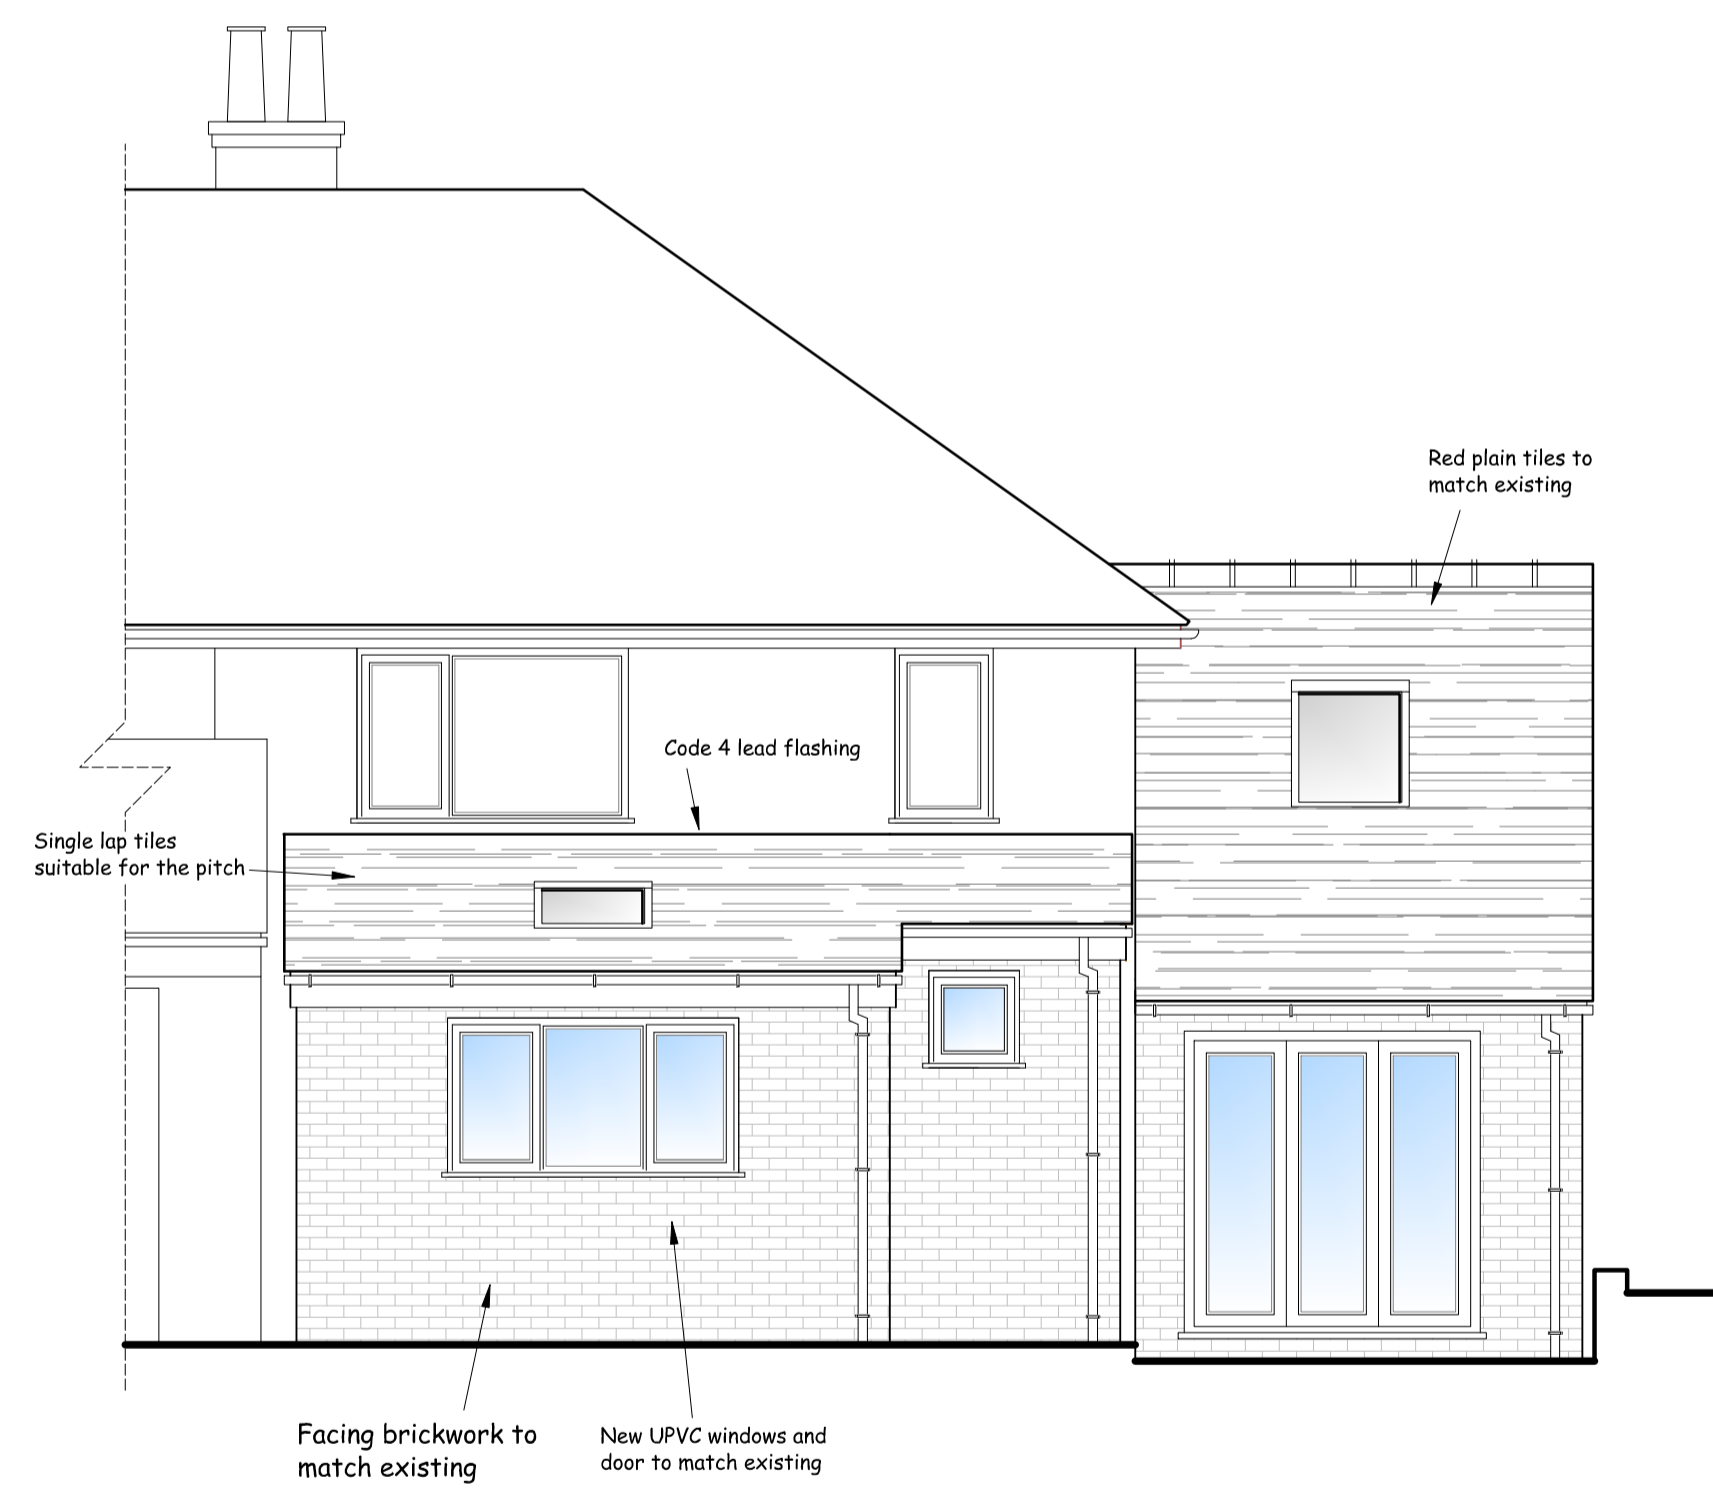 Red plain tiles to
match existing
Code 4 lead flashing
Single lap tiles
suitable for the pitch
Facing brickwork to
match existing
New UPVC windows and
door to match existing